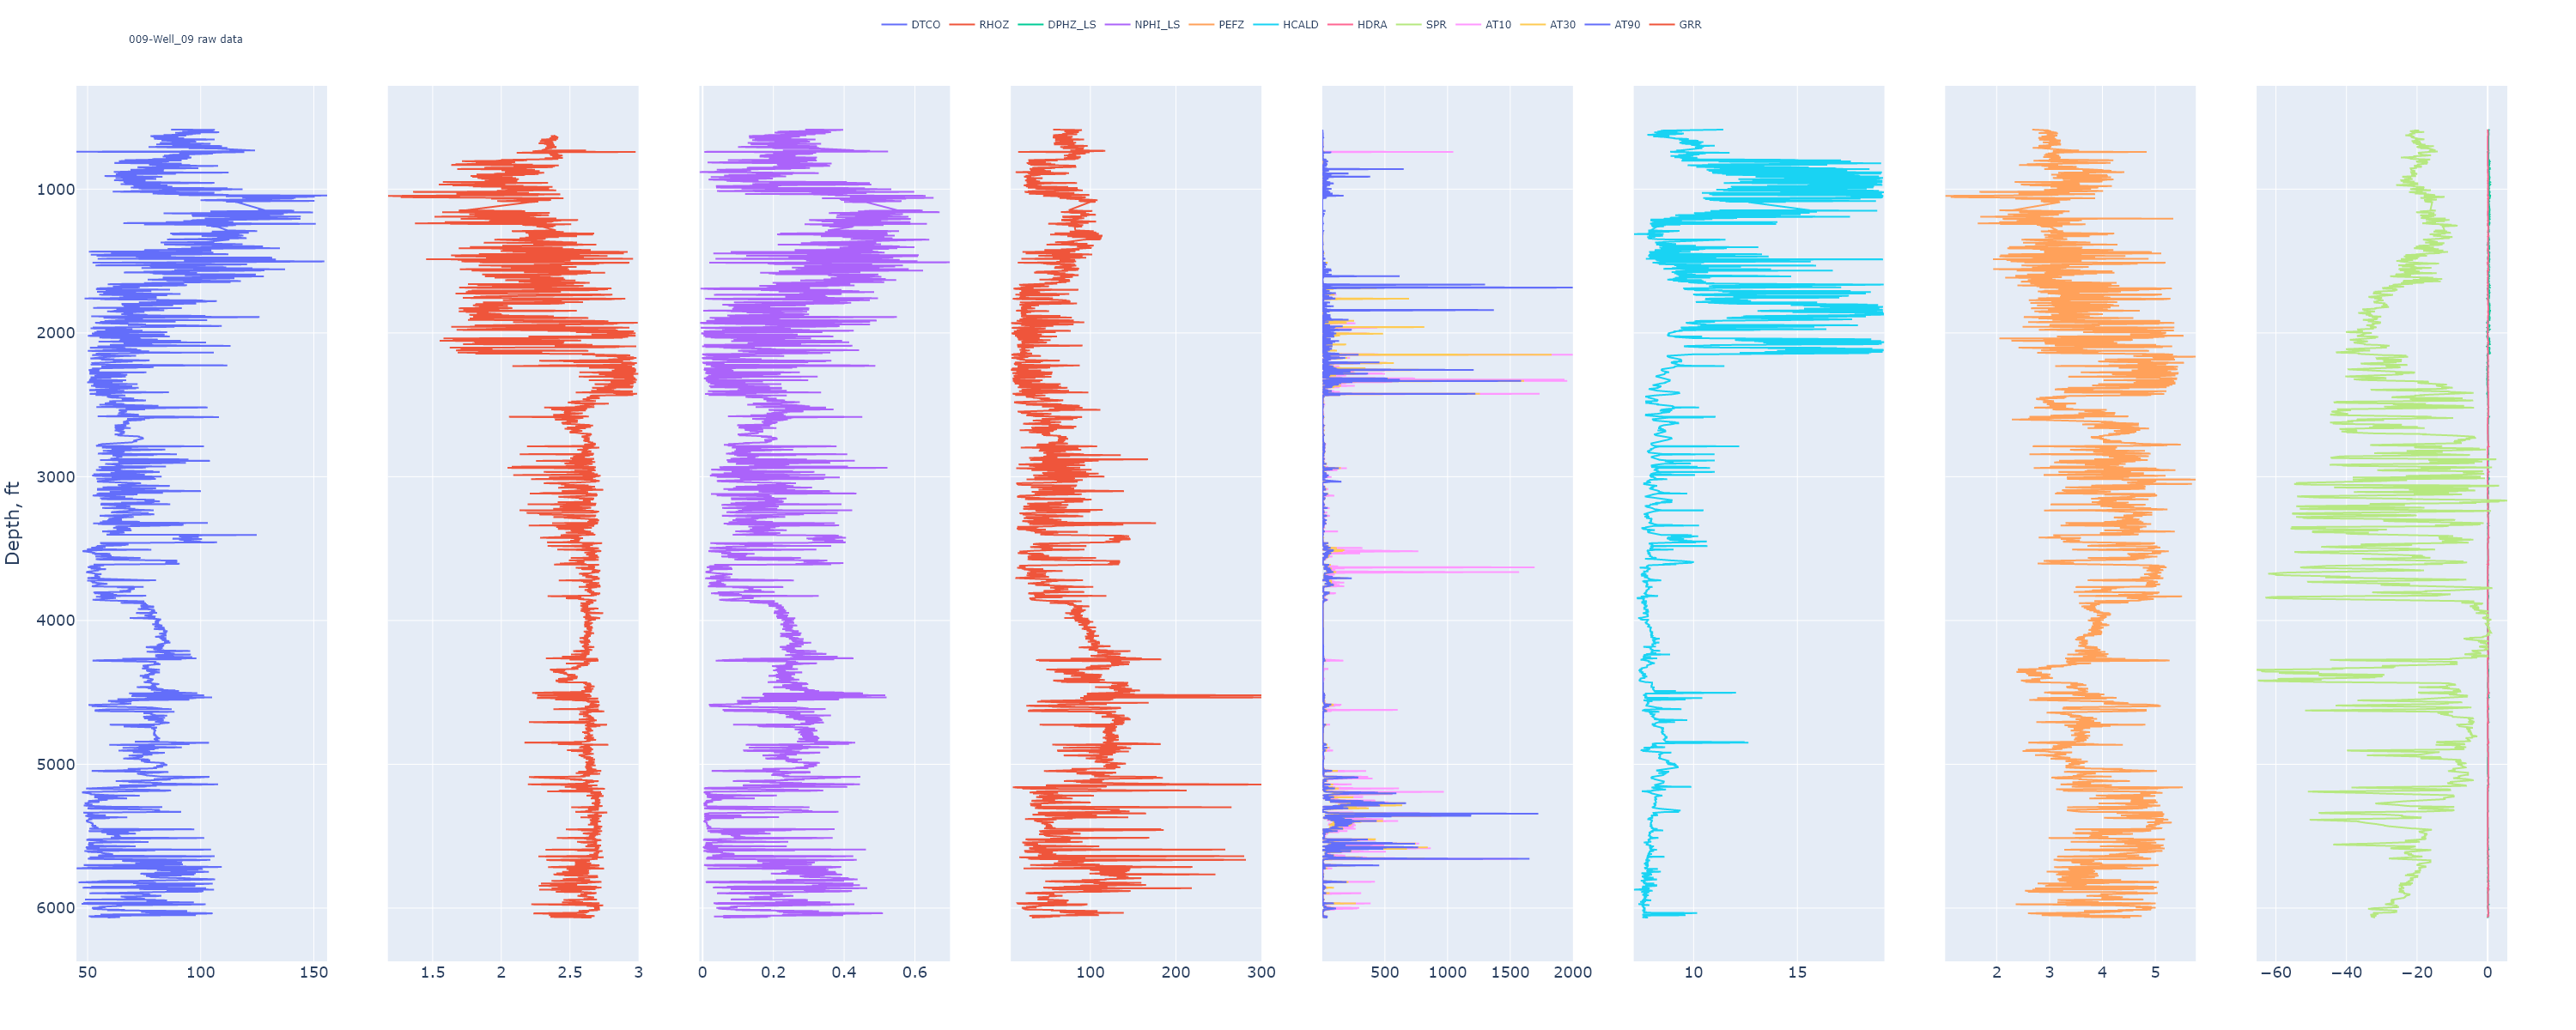 DTCO RHOZ DPHZ_LS NPHI_LS PEFZ HCALD HDRA SPR AT10 AT30 AT90 GRR
009-Well_09 raw data
Depth, ft
1000
2000
3000
4000
5000
6000
50 100 150 1.5 2 2.5 3 0 0.2 0.4 0.6 100 200 300 500 1000 1500 2000 10 15 2 3 4 5 −60 −40 −20 0